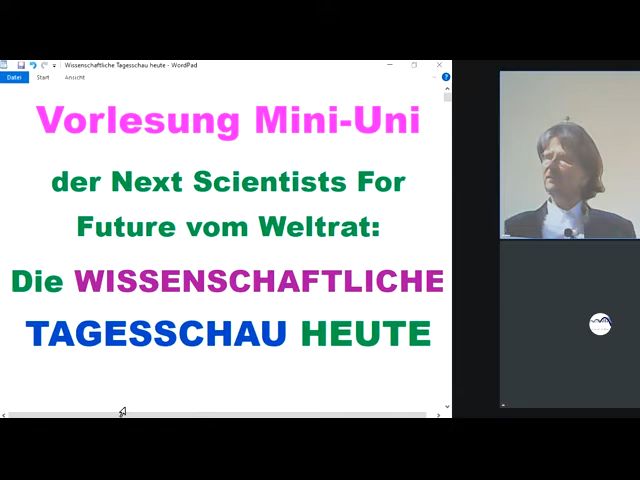 Wissenschaftliche Tagesschau heute - WordPad
Datei Start Ansicht
Vorlesung Mini-Uni
der Next Scientists For
Future vom Weltrat:
Die WISSENSCHAFTLICHE
TAGESSCHAU HEUTE